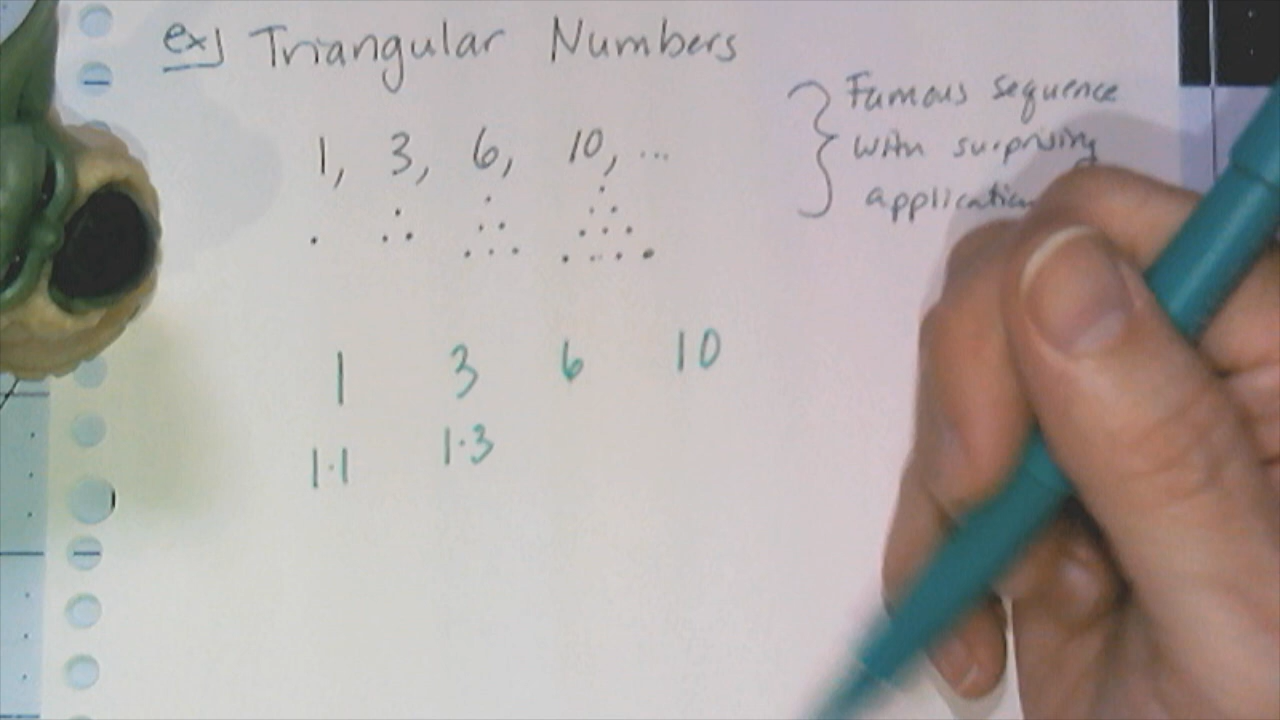 ex] Triangular Numbers
1, 3, 6, 10, ...
} Famous sequence
with surprising
1 3 6 10
1·1 1·3